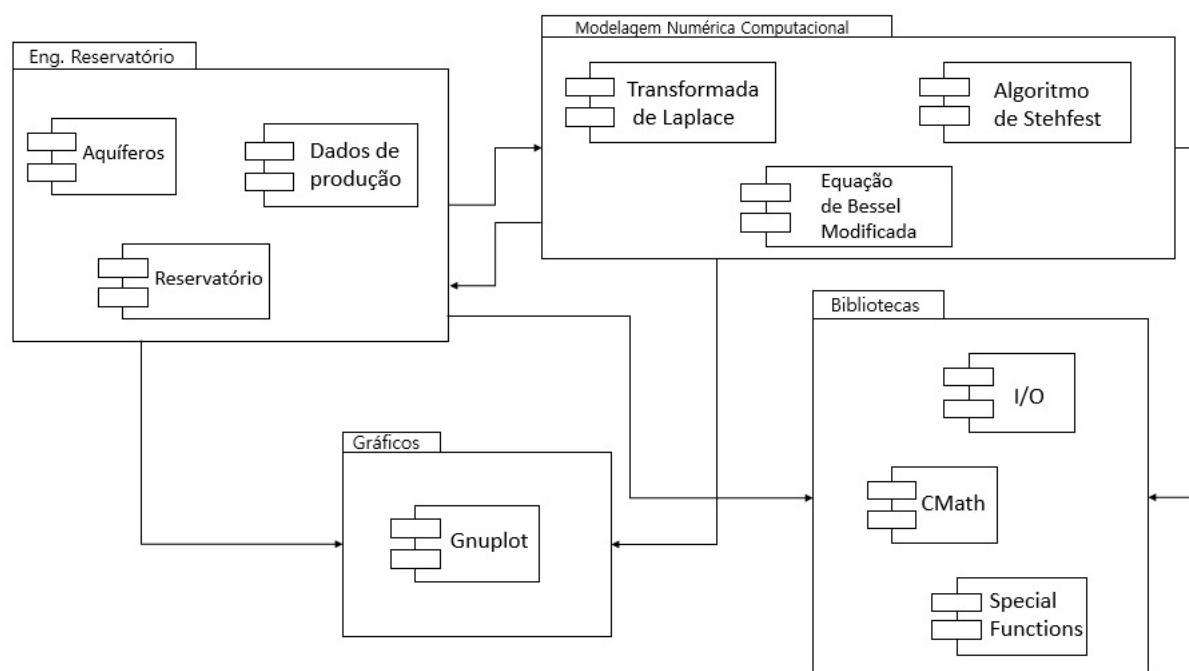 Eng. Reservatório
Aquíferos
Dados de
produção
Reservatório
Modelagem Numérica Computacional
Transformada
de Laplace
Algoritmo
de Stehfest
Equação
de Bessel
Modificada
Gráficos
Gnuplot
Bibliotecas
I/O
CMath
Special
Functions